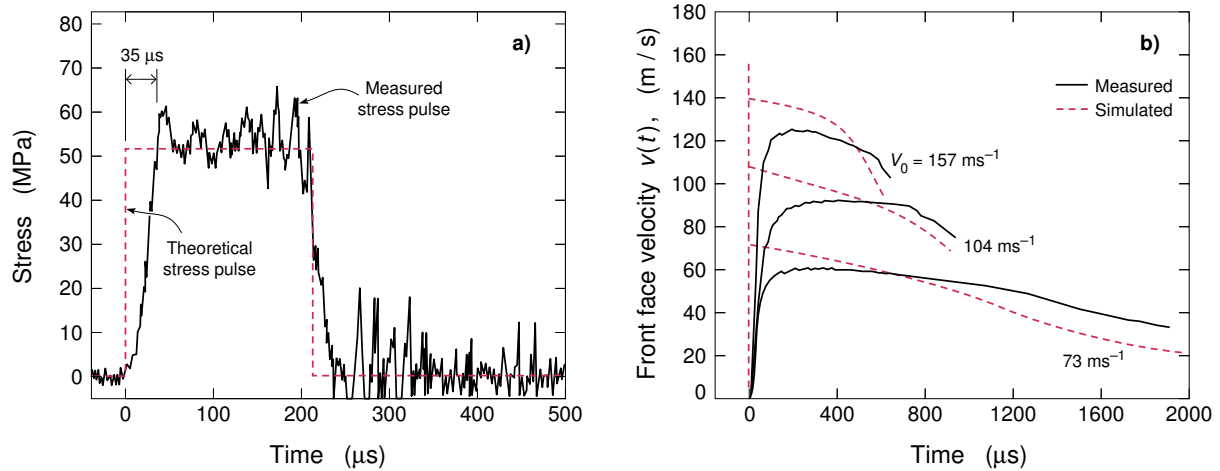 a)
80
70
60
50
40
30
20
10
0
Stress (MPa)
35 μs
Measured
stress pulse
Theoretical
stress pulse
0
100
200
300
400
500
Time (μs)
b)
180
160
140
120
100
80
60
40
20
0
Front face velocity v(t), (m / s)
Measured
Simulated
V0 = 157 ms−1
104 ms−1
73 ms−1
0
400
800
1200
1600
2000
Time (μs)